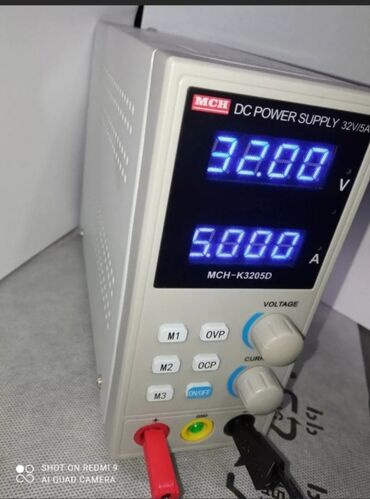 MCH DC POWER SUPPLY 32V/5A
32.00 V
5.000 A
MCH-K3205D
VOLTAGE
M1 OVP
M2 OCP
M3 ON/OFF
+ GND
SHOT ON REDMI 9
AI QUAD CAMERA